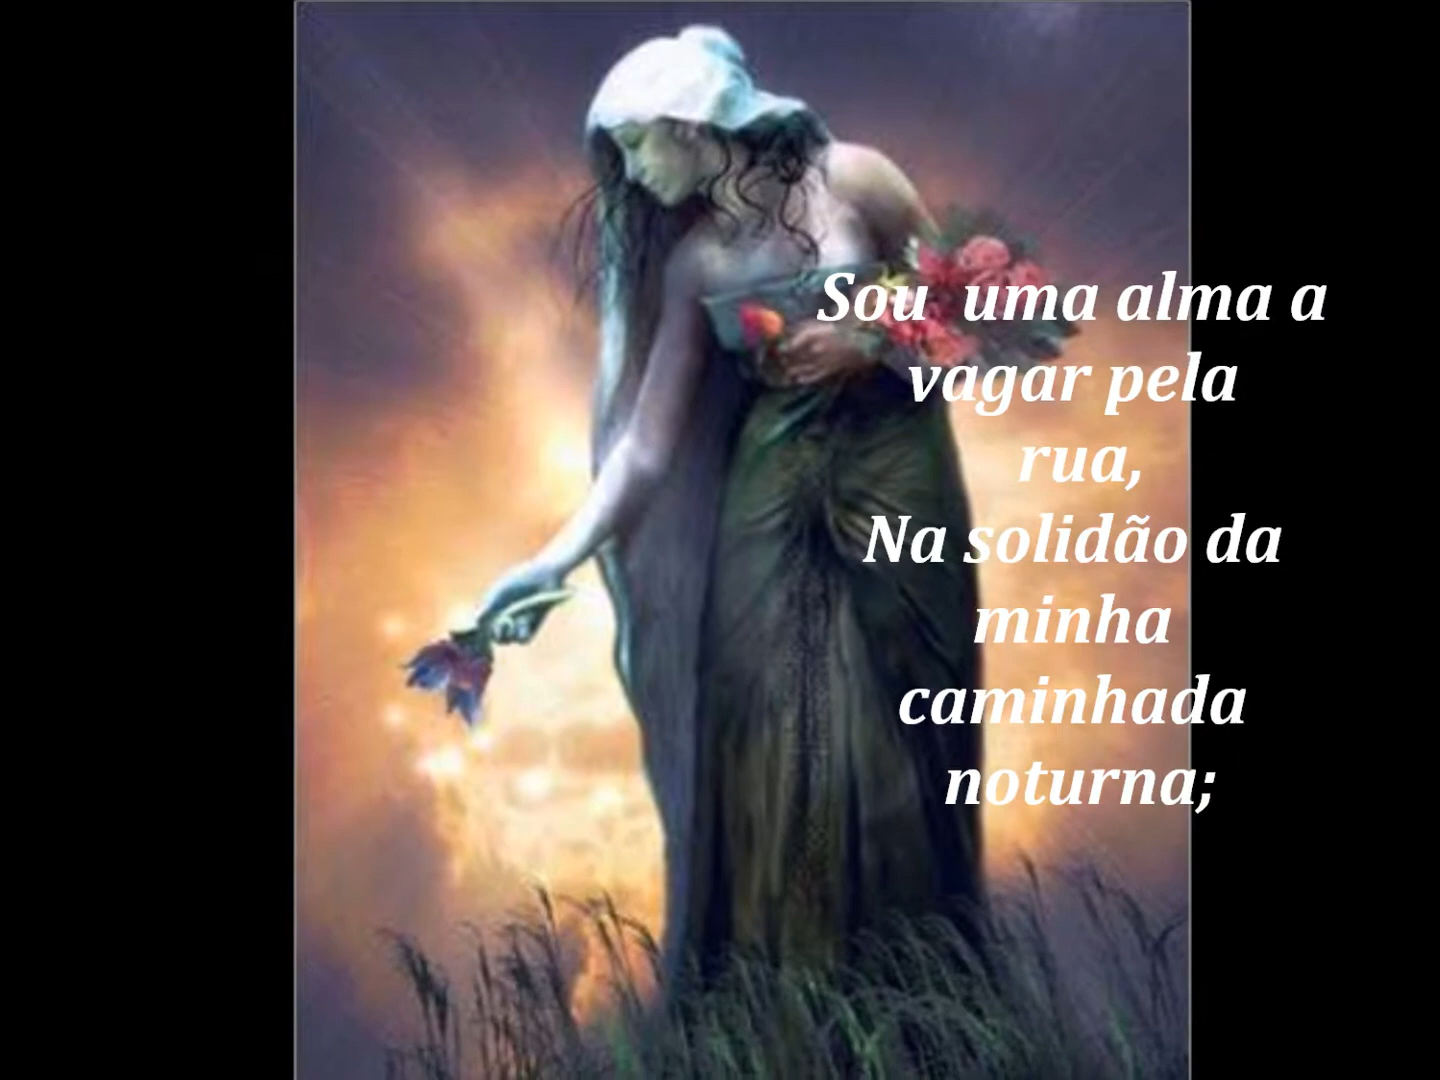 Sou  uma alma a
vagar pela
rua,
Na solidão da
minha
caminhada
noturna;